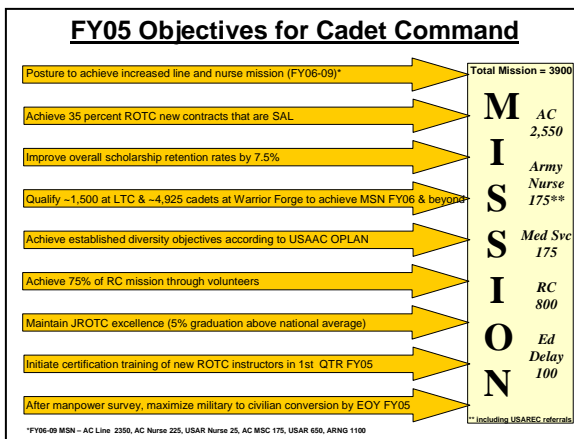 FY05 Objectives for Cadet Command
Posture to achieve increased line and nurse mission (FY06-09)*
Achieve 35 percent ROTC new contracts that are SAL
Improve overall scholarship retention rates by 7.5%
Qualify ~1,500 at LTC & ~4,925 cadets at Warrior Forge to achieve MSN FY06 & beyond
Achieve established diversity objectives according to USAAC OPLAN
Achieve 75% of RC mission through volunteers
Maintain JROTC excellence (5% graduation above national average)
Initiate certification training of new ROTC instructors in 1st QTR FY05
After manpower survey, maximize military to civilian conversion by EOY FY05
Total Mission = 3900
M
I
S
S
I
O
N
AC
2,550
Army
Nurse
175**
Med Svc
175
RC
800
Ed
Delay
100
** including USAREC referrals
*FY06-09 MSN – AC Line 2350, AC Nurse 225, USAR Nurse 25, AC MSC 175, USAR 650, ARNG 1100